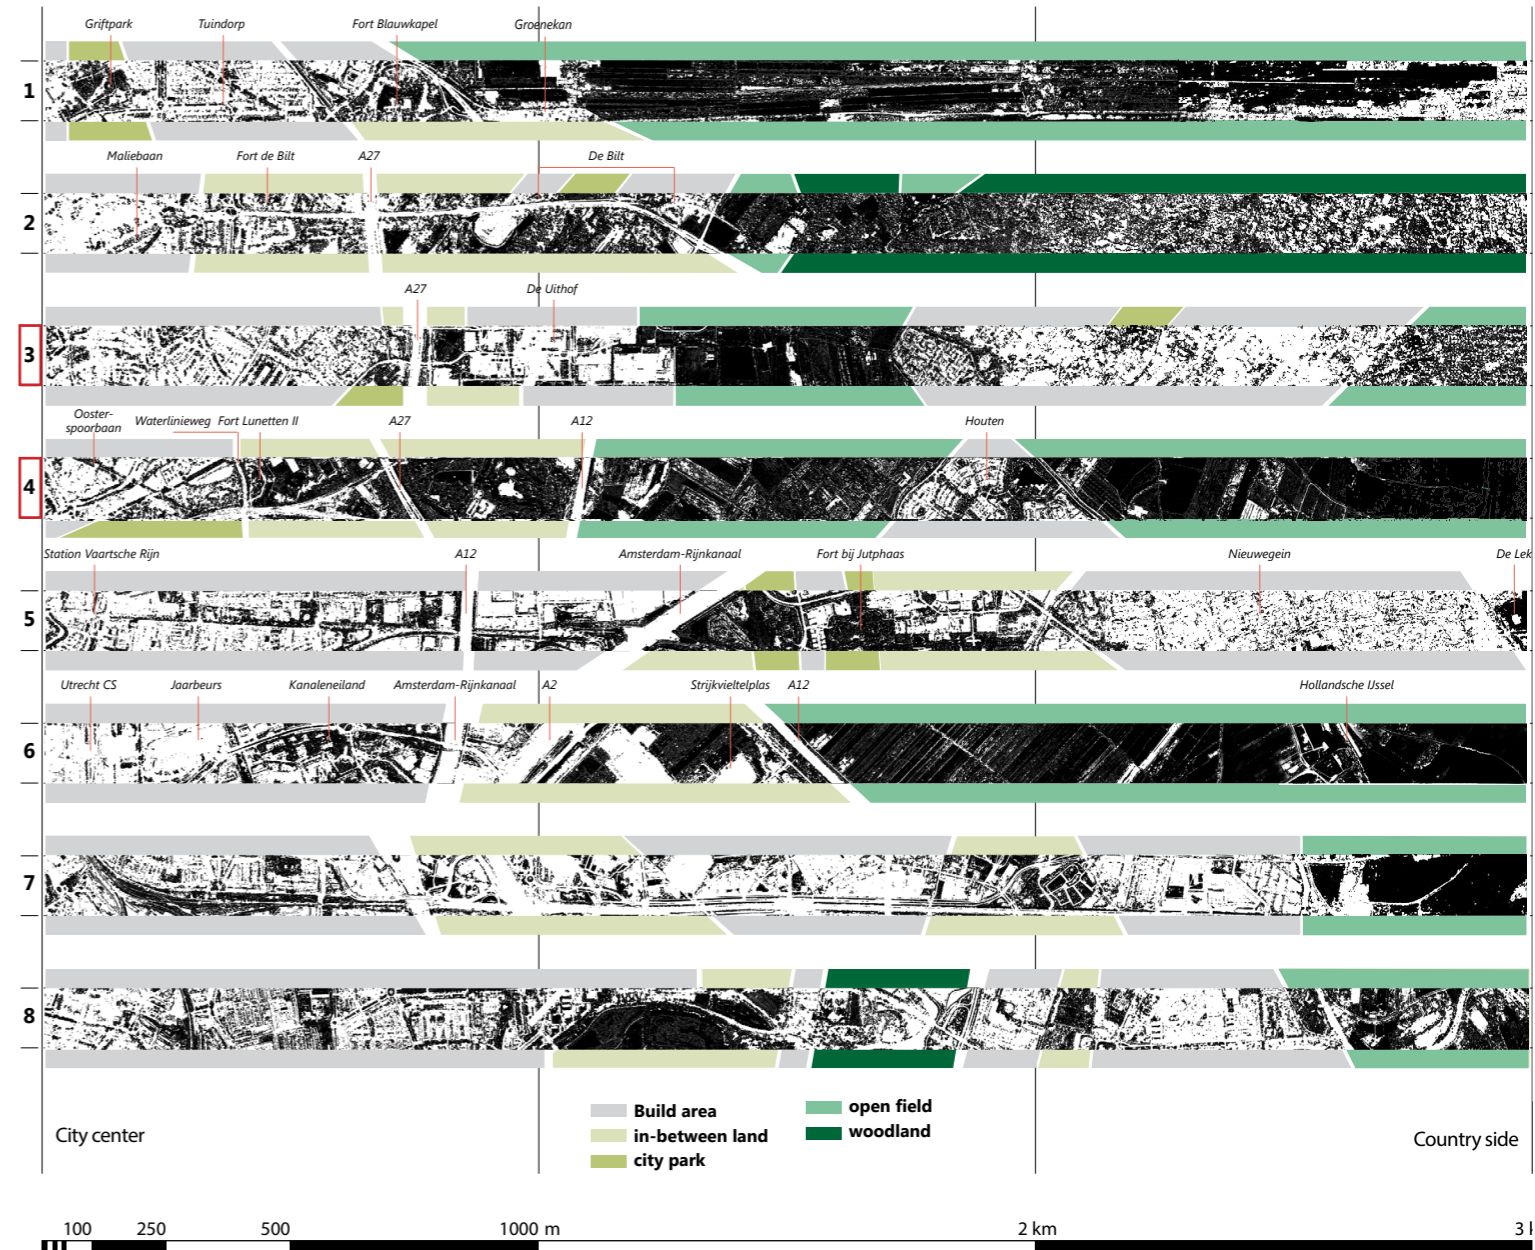 Griftpark Tuindorp Fort Blauwkapel Groenekan
1
Maliebaan Fort de Bilt A27 De Bilt
2
A27 De Uithof
3
Ooster-
spoorbaan Waterlinieweg Fort Lunetten II A27 A12 Houten
4
Station Vaartsche Rijn A12 Amsterdam-Rijnkanaal Fort bij Jutphaas Nieuwegein De Lek
5
Utrecht CS Jaarbeurs Kanaleneiland Amsterdam-Rijnkanaal A2 Strijkvieltelplas A12 Hollandsche IJssel
6
7
8
Build area
in-between land
city park
open field
woodland
City center
Country side
100 250 500 1000 m 2 km 3